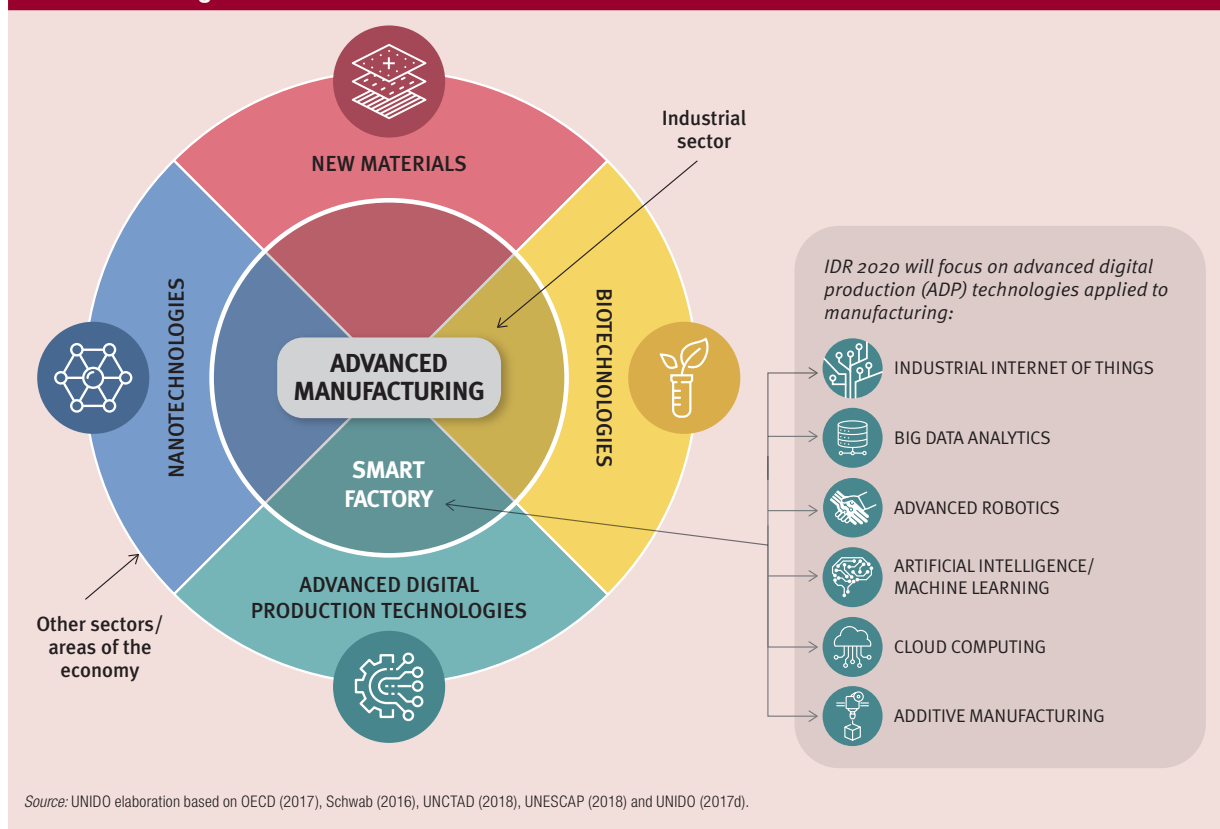 NEW MATERIALS
Industrial
sector
NANOTECHNOLOGIES
BIOTECHNOLOGIES
ADVANCED
MANUFACTURING
SMART
FACTORY
ADVANCED DIGITAL
PRODUCTION TECHNOLOGIES
Other sectors/
areas of the
economy
IDR 2020 will focus on advanced digital
production (ADP) technologies applied to
manufacturing:
INDUSTRIAL INTERNET OF THINGS
BIG DATA ANALYTICS
ADVANCED ROBOTICS
ARTIFICIAL INTELLIGENCE/
MACHINE LEARNING
CLOUD COMPUTING
ADDITIVE MANUFACTURING
Source: UNIDO elaboration based on OECD (2017), Schwab (2016), UNCTAD (2018), UNESCAP (2018) and UNIDO (2017d).